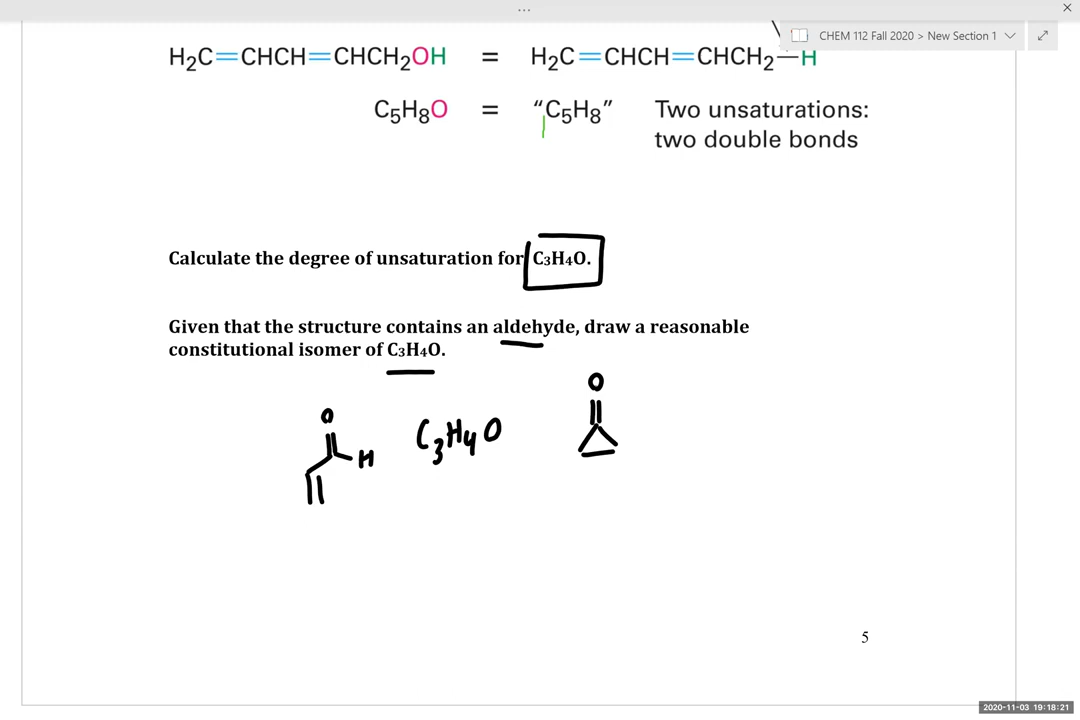 ...
CHEM 112 Fall 2020 > New Section 1
H₂C=CHCH=CHCH₂OH = H₂C=CHCH=CHCH₂—H
C₅H₈O = “C₅H₈” Two unsaturations:
two double bonds
Calculate the degree of unsaturation for C₃H₄O.
Given that the structure contains an aldehyde, draw a reasonable
constitutional isomer of C₃H₄O.
O
O
H
C₃H₄O
5
2020-11-03 19:18:21